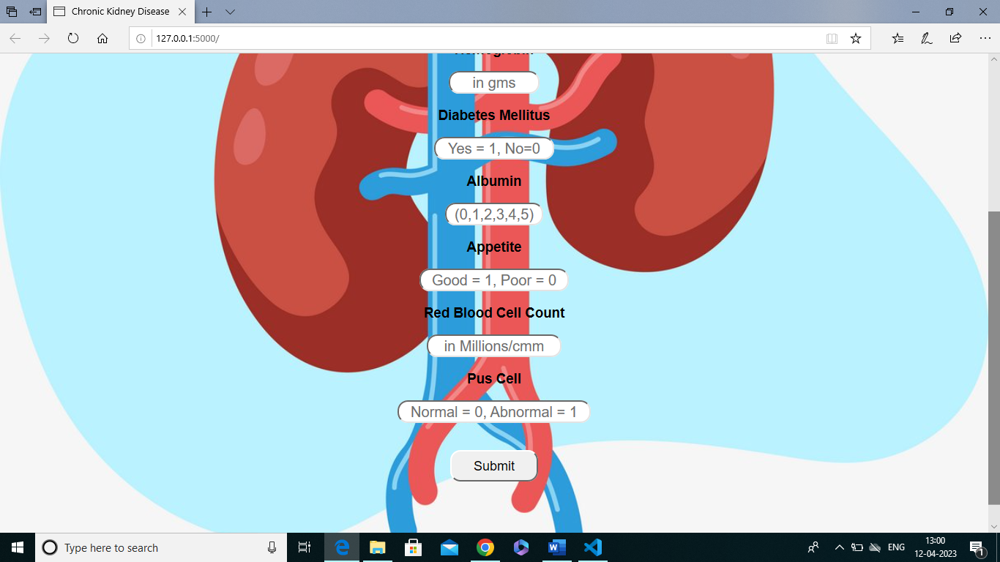 Chronic Kidney Disease
127.0.0.1:5000/
in gms
Diabetes Mellitus
Yes = 1, No=0
Albumin
(0,1,2,3,4,5)
Appetite
Good = 1, Poor = 0
Red Blood Cell Count
in Millions/cmm
Pus Cell
Normal = 0, Abnormal = 1
Submit
Type here to search
ENG
13:00
12-04-2023
1